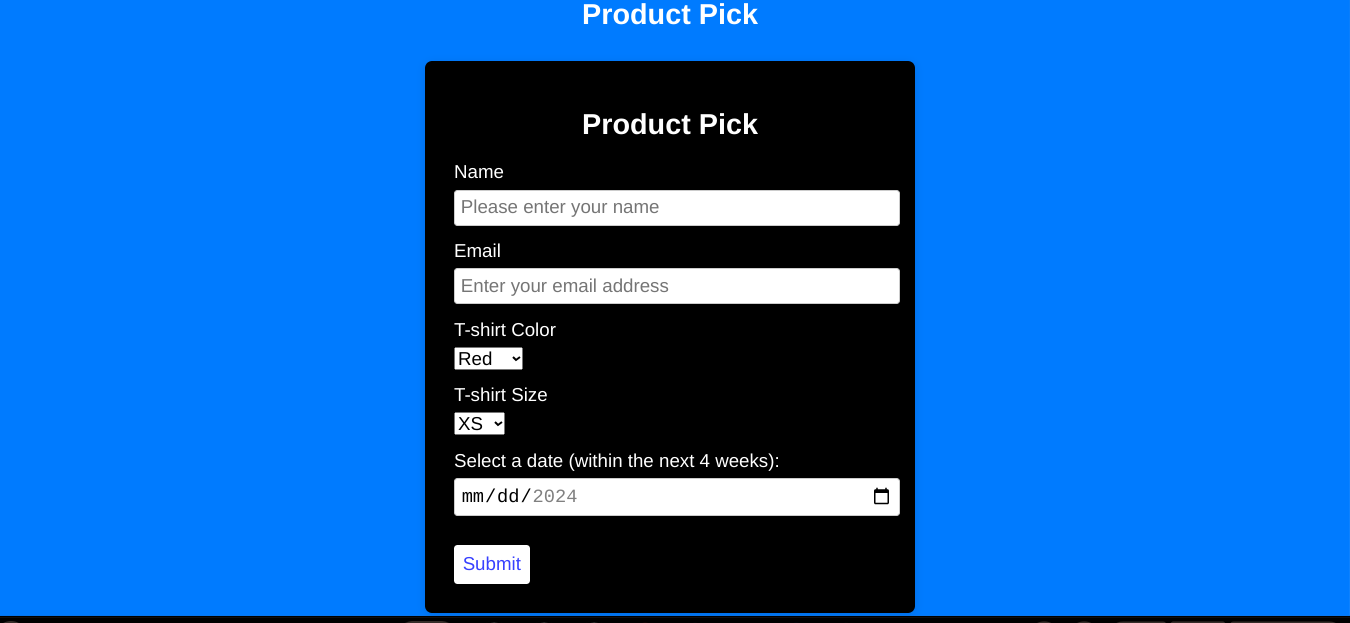 Product Pick
Product Pick
Name
Please enter your name
Email
Enter your email address
T-shirt Color
Red
T-shirt Size
XS
Select a date (within the next 4 weeks):
mm/dd/2024
Submit